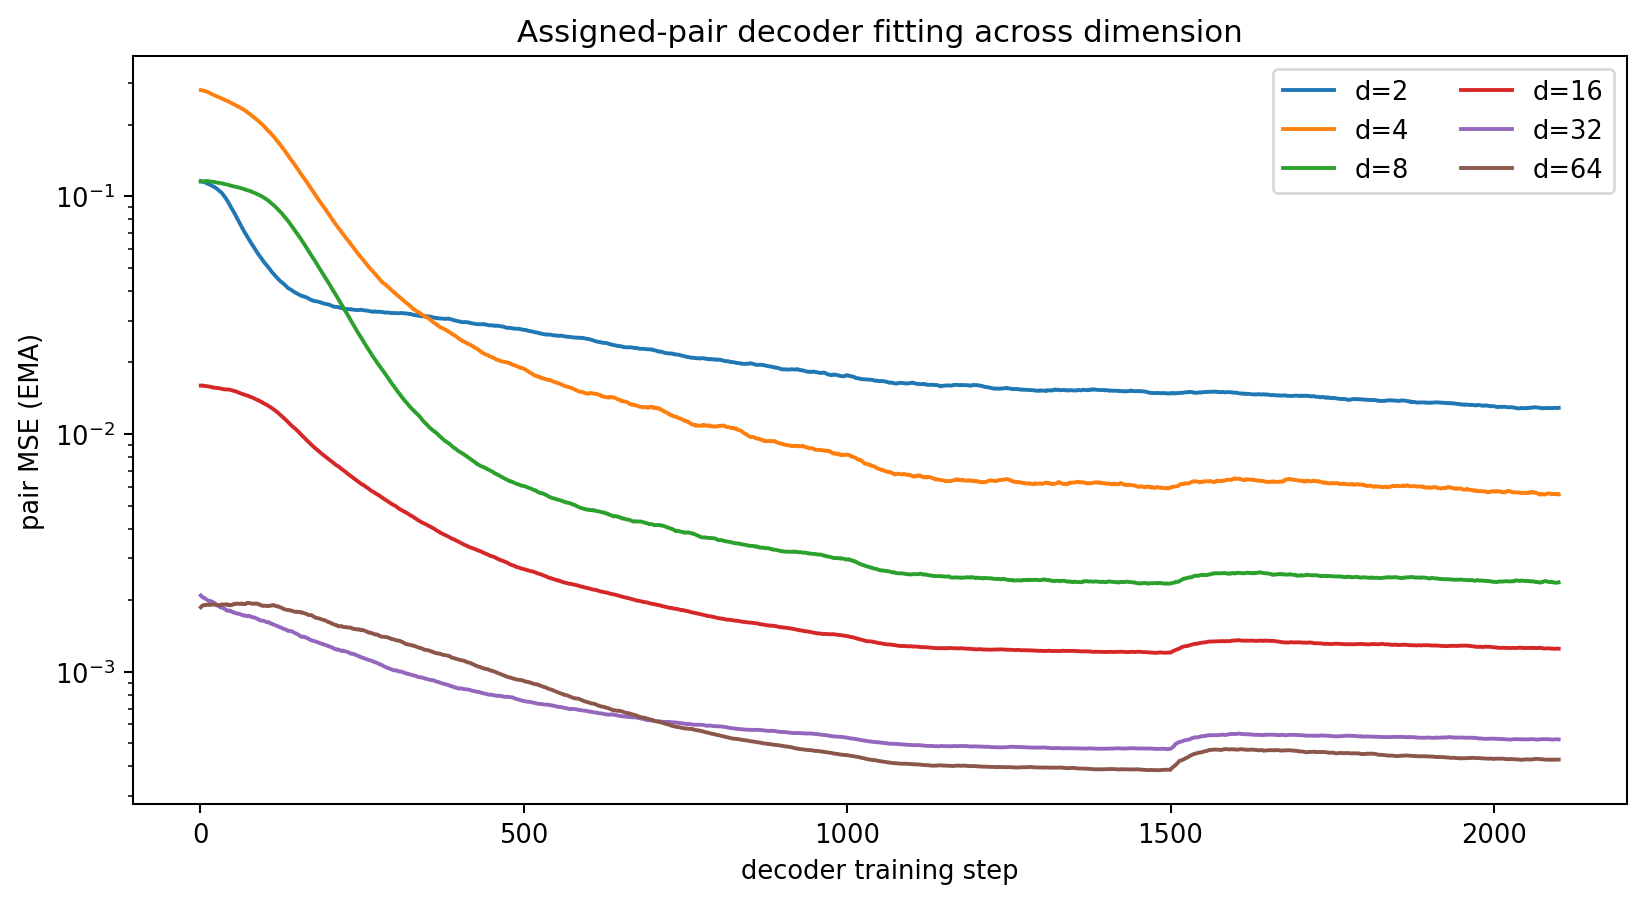 Assigned-pair decoder fitting across dimension
d=2
d=4
d=8
d=16
d=32
d=64
pair MSE (EMA)
10⁻¹
10⁻²
10⁻³
0
500
1000
1500
2000
decoder training step